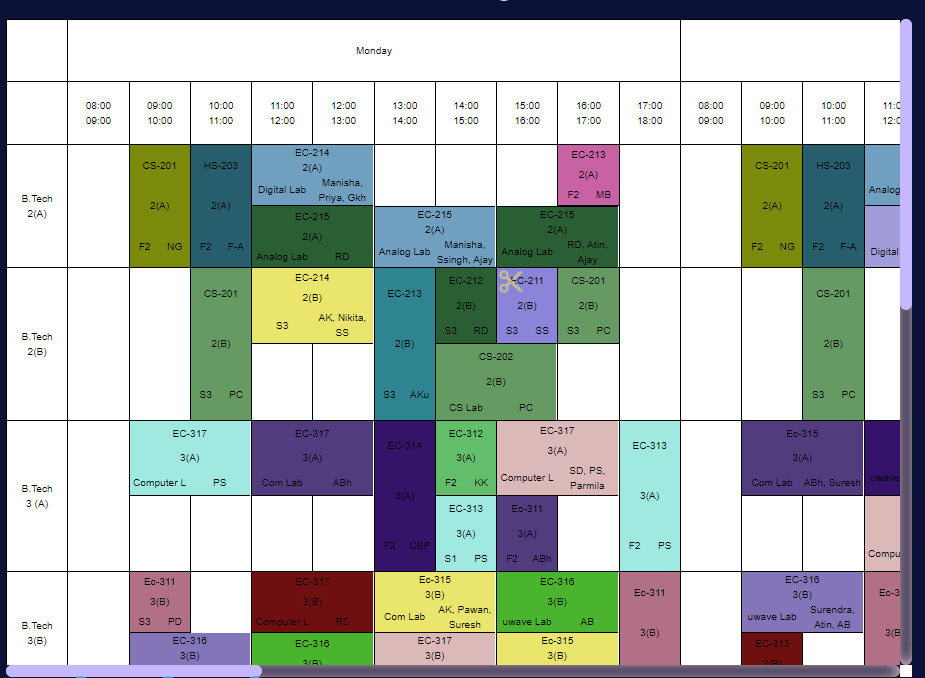 Monday
08:00 09:00 10:00 11:00 12:00 13:00 14:00 15:00 16:00 17:00 08:00 09:00 10:00
09:00 10:00 11:00 12:00 13:00 14:00 15:00 16:00 17:00 18:00 09:00 10:00 11:00
B.Tech
2(A)
CS-201
2(A)
F2 NG
HS-203
2(A)
F2 F-A
EC-214
2(A)
Digital Lab Manisha,
Priya, Gkh
EC-215
2(A)
Analog Lab RD
EC-215
2(A)
Analog Lab Manisha,
Ssingh, Ajay
EC-213
2(A)
F2 MB
EC-215
2(A)
Analog Lab RD, Atin,
Ajay
CS-201
2(A)
F2 NG
HS-203
2(A)
F2 F-A
Analog
Digital
B.Tech
2(B)
CS-201
2(B)
S3 PC
EC-214
2(B)
S3 AK, Nikita,
SS
EC-213
2(B)
S3 AKu
EC-212
2(B)
S3 RD
EC-211
2(B)
S3 SS
CS-201
2(B)
S3 PC
CS-202
2(B)
CS Lab PC
CS-201
2(B)
S3 PC
B.Tech
3 (A)
EC-317
3(A)
Computer L PS
EC-317
3(A)
Com Lab ABh
EC-314
3(A)
F2 CSP
EC-312
3(A)
F2 KK
EC-313
3(A)
S1 PS
EC-317
3(A)
Computer L SD, PS,
Parmila
Ec-311
3(A)
F2 ABh
EC-313
3(A)
F2 PS
Ec-315
3(A)
Com Lab ABh, Suresh
uwave
Compu
B.Tech
3(B)
Ec-311
3(B)
S3 PD
EC-316
3(B)
EC-317
3(B)
Computer L RS
EC-316
3(B)
Ec-315
3(B)
Com Lab AK, Pawan,
Suresh
EC-317
3(B)
EC-316
3(B)
uwave Lab AB
Ec-315
3(B)
Ec-311
3(B)
EC-316
3(B)
uwave Lab Surendra,
Atin, AB
EC-313
3(B)